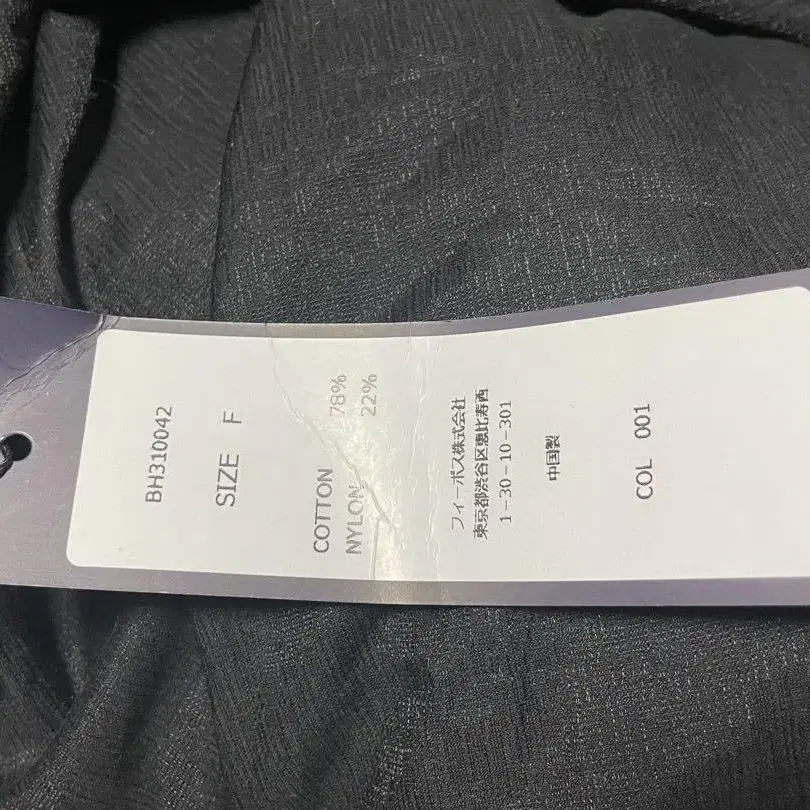 BH310042
SIZE F
COTTON 78%
NYLON 22%
フィーボス株式会社
東京都渋谷区恵比寿西
1-30-10-301
中国製
COL 001